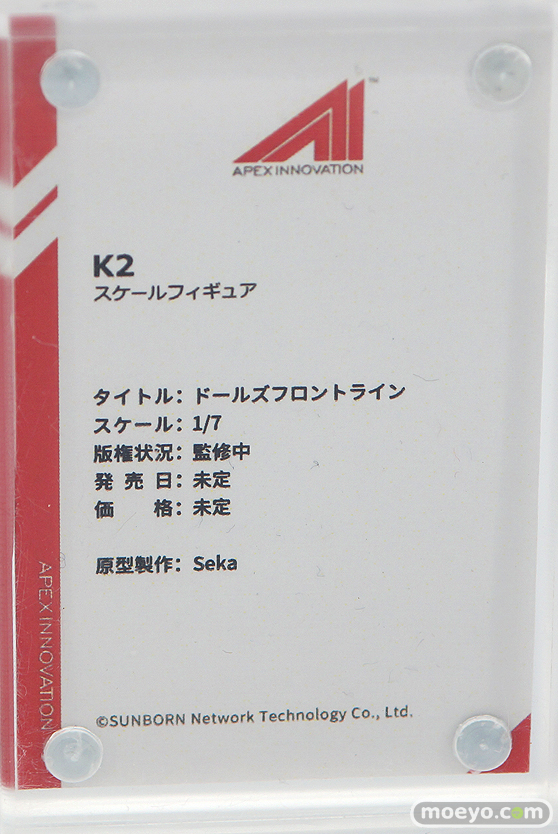 APEX INNOVATION™
K2
スケールフィギュア
タイトル：ドールズフロントライン
スケール：1/7
版権状況：監修中
発 売 日：未定
価　　格：未定
原型製作：Seka
APEX INNOVATION
©SUNBORN Network Technology Co., Ltd.
moeyo.com